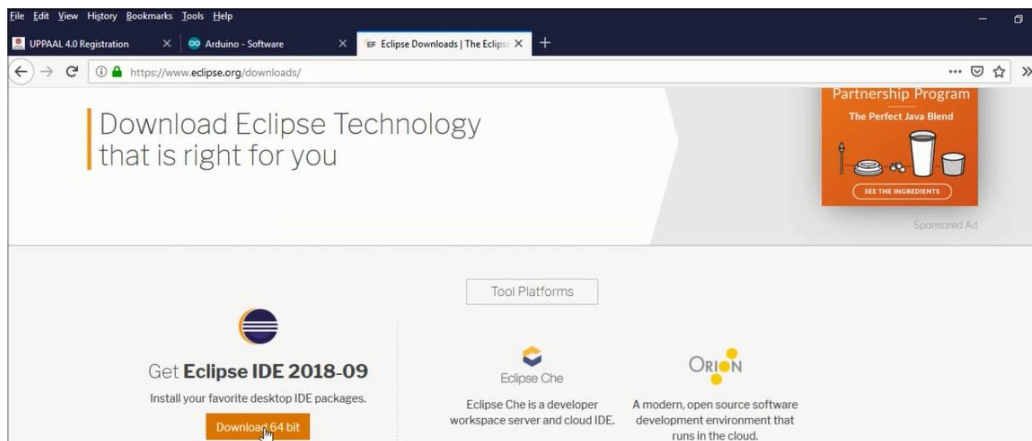 File Edit View History Bookmarks Tools Help
UPPAAL 4.0 Registration
Arduino - Software
EF Eclipse Downloads | The Eclips
https://www.eclipse.org/downloads/
Download Eclipse Technology
that is right for you
Partnership Program
The Perfect Java Blend
SEE THE INGREDIENTS
Sponsored Ad
Tool Platforms
Get Eclipse IDE 2018-09
Install your favorite desktop IDE packages.
Download 64 bit
Eclipse Che
Eclipse Che is a developer
workspace server and cloud IDE.
ORION
A modern, open source software
development environment that
runs in the cloud.